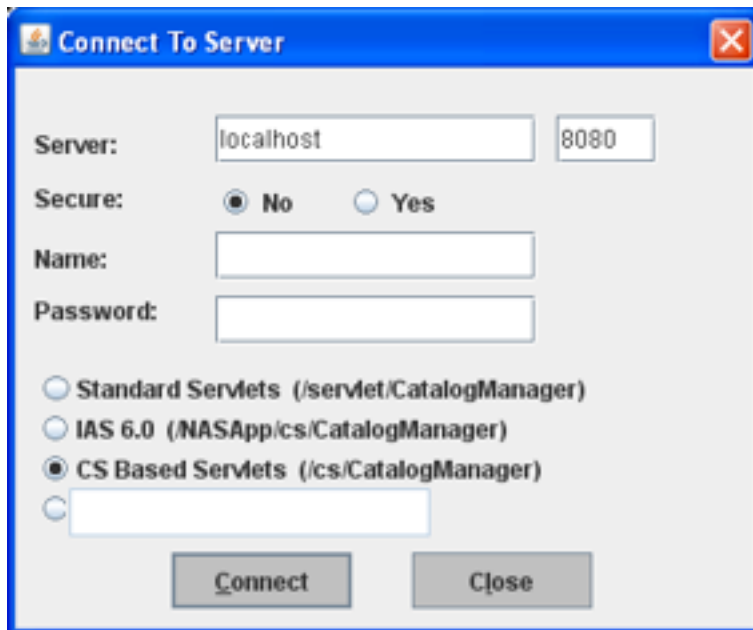 Connect To Server
Server: localhost 8080
Secure: No Yes
Name:
Password:
Standard Servlets (/servlet/CatalogManager)
IAS 6.0 (/NASApp/cs/CatalogManager)
CS Based Servlets (/cs/CatalogManager)
Connect Close